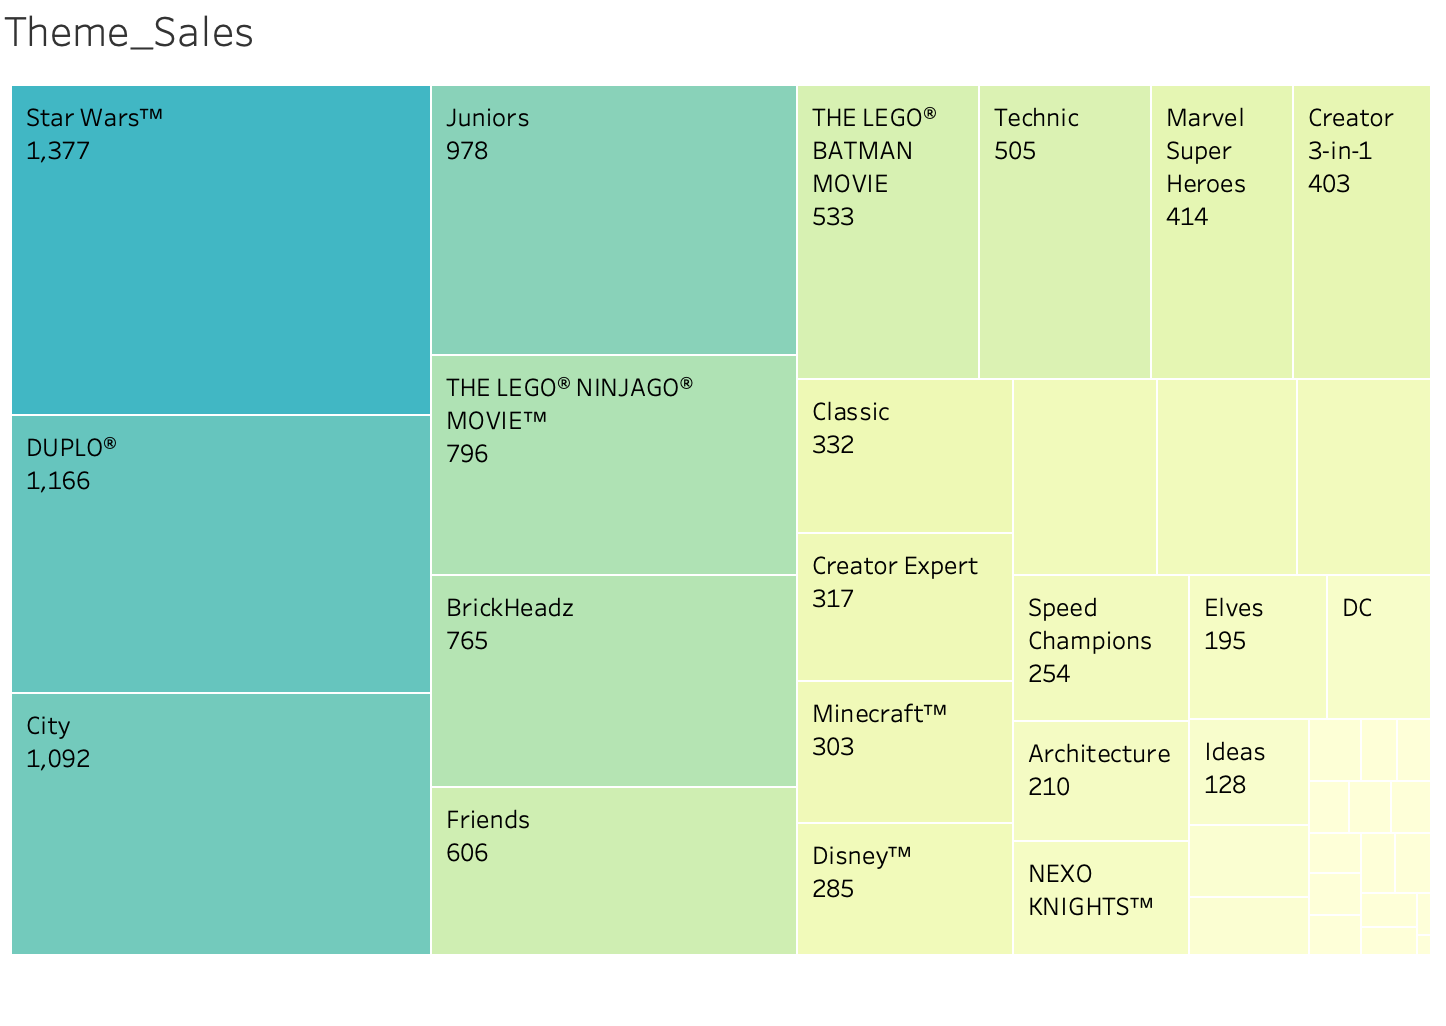 Theme_Sales
Star Wars™
1,377
DUPLO®
1,166
City
1,092
Juniors
978
THE LEGO® NINJAGO®
MOVIE™
796
BrickHeadz
765
Friends
606
THE LEGO®
BATMAN
MOVIE
533
Technic
505
Marvel
Super
Heroes
414
Creator
3-in-1
403
Classic
332
Creator Expert
317
Minecraft™
303
Disney™
285
Speed
Champions
254
Architecture
210
NEXO
KNIGHTS™
Elves
195
DC
Ideas
128